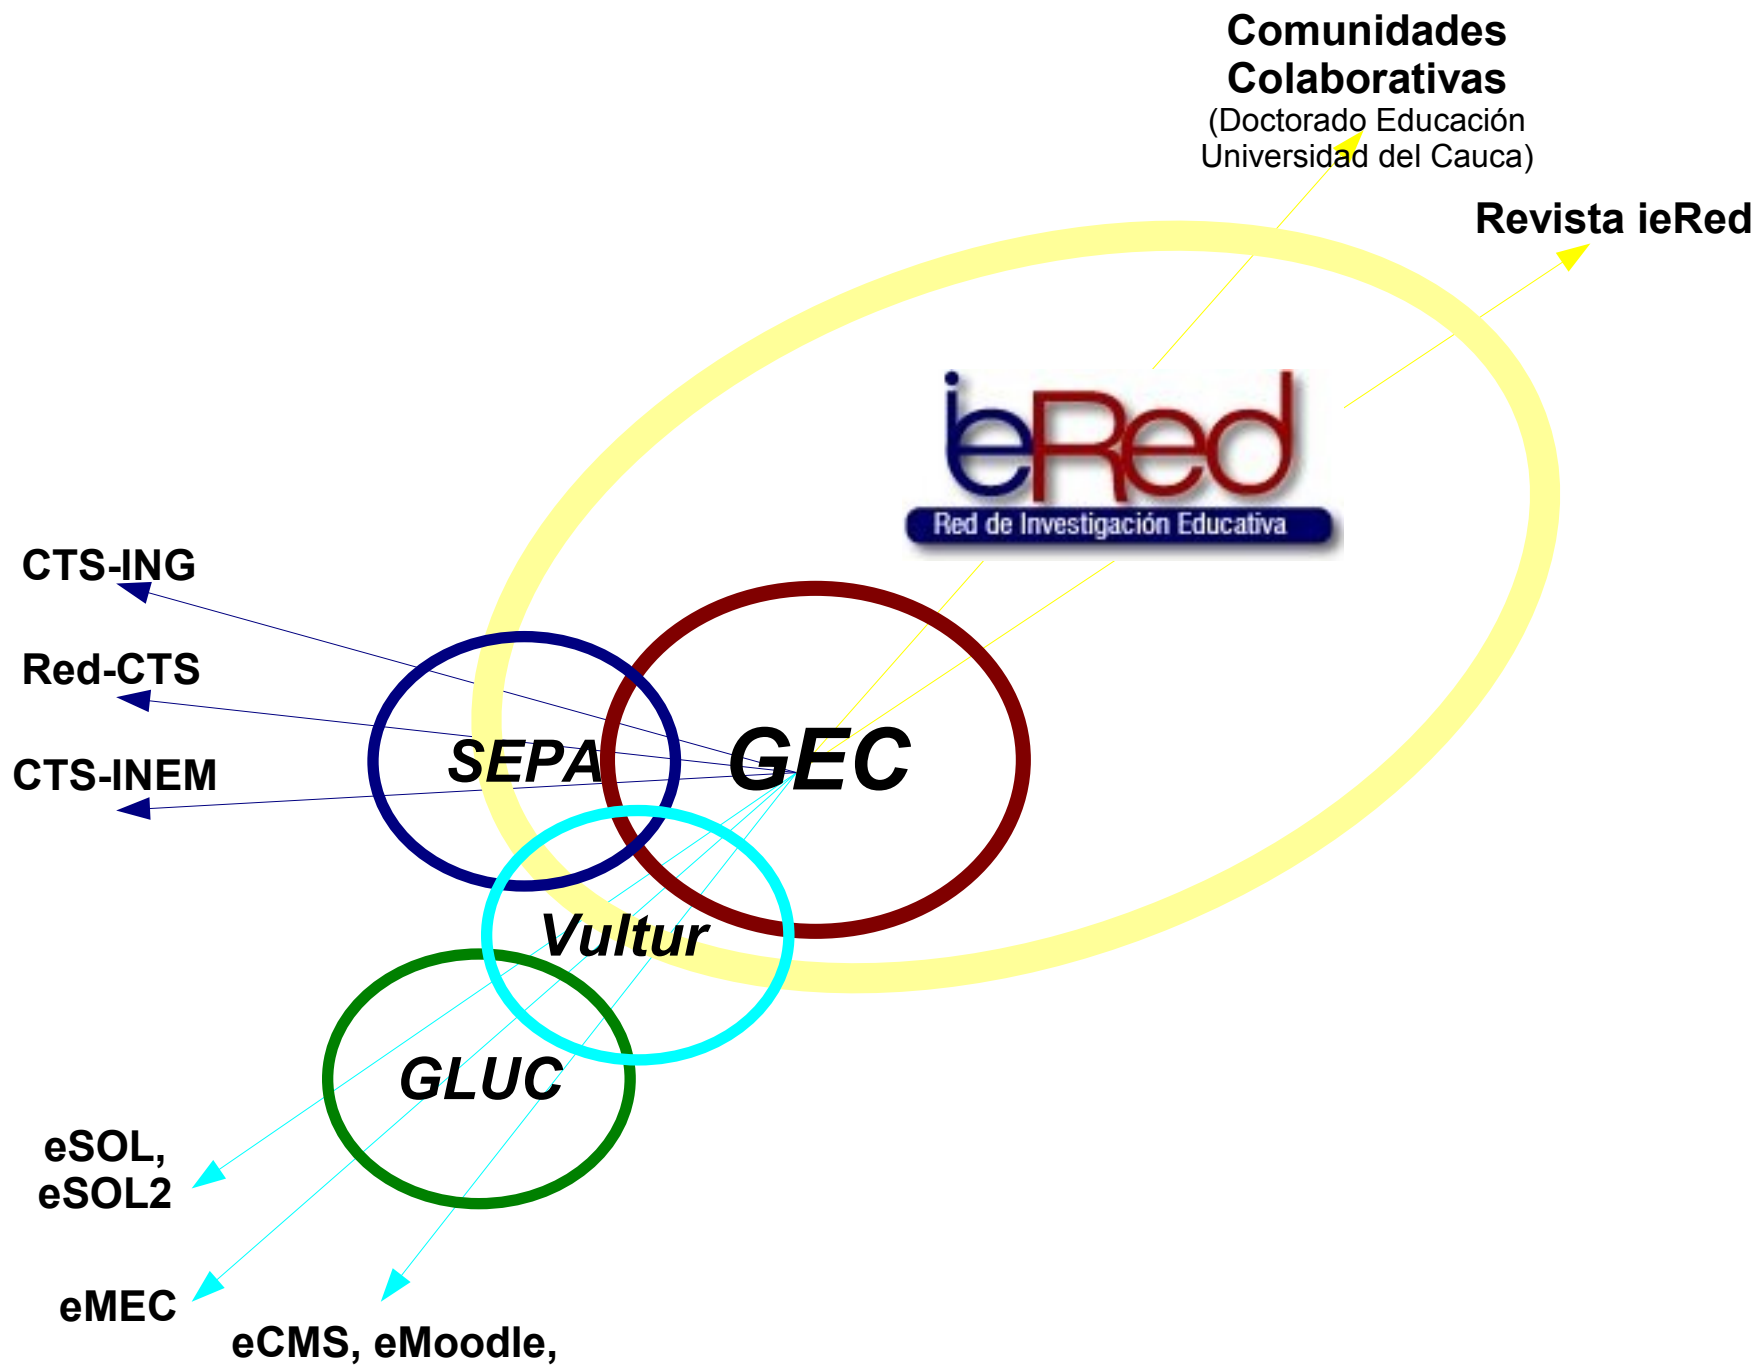 Comunidades
Colaborativas
(Doctorado Educación
Universidad del Cauca)
Revista ieRed
ieRed
Red de Investigación Educativa
CTS-ING
Red-CTS
CTS-INEM
SEPA
GEC
Vultur
GLUC
eSOL,
eSOL2
eMEC
eCMS, eMoodle,